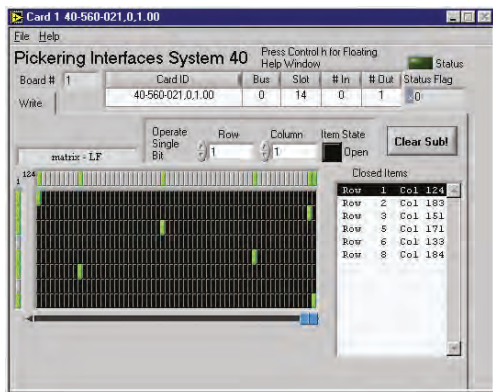 Card 1 40-560-021,0,1.00
File Help
Pickering Interfaces System 40
Press Control h for Floating
Help Window
Status
Board # 1
Card ID Bus Slot # In # Out Status Flag
40-560-021,0,1.00 0 14 0 1 x0
Write
Operate
Single
Bit
Row
1
Column
1
Item State
Open
Clear Sub!
matrix - LF
Closed Items
1 124
Row 1 Col 124
Row 2 Col 183
Row 3 Col 151
Row 5 Col 171
Row 6 Col 133
Row 8 Col 184